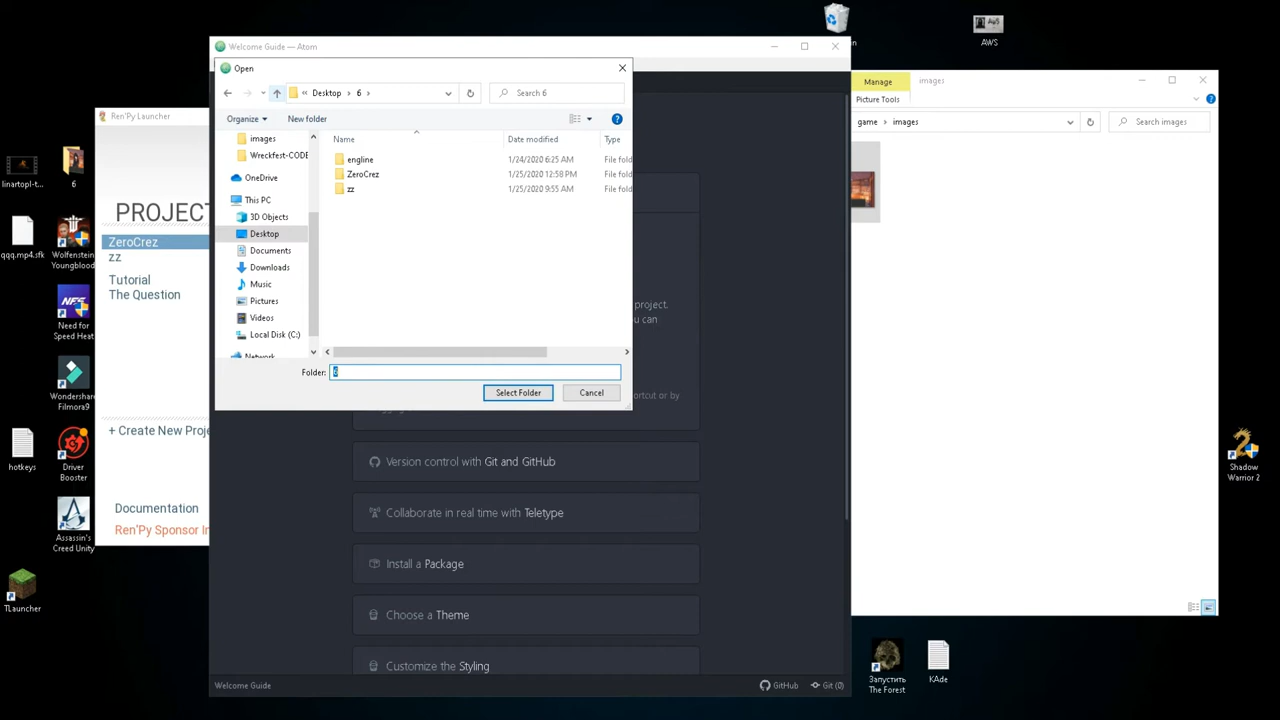 Welcome Guide — Atom
AWS
Open
Desktop
6
Search 6
Organize
New folder
images
Wreckfest-CODE
OneDrive
This PC
3D Objects
Desktop
Documents
Downloads
Music
Pictures
Videos
Local Disk (C:)
Network
Name
Date modified
Type
engline
1/24/2020 6:25 AM
File fold
ZeroCrez
1/25/2020 12:58 PM
File fold
zz
1/25/2020 9:55 AM
File fold
Folder:
6
Select Folder
Cancel
Manage
images
Picture Tools
game
images
Search images
Ren'Py Launcher
PROJECT
ZeroCrez
zz
Tutorial
The Question
+ Create New Proje
Documentation
Ren'Py Sponsor In
linartopl-t...
6
qqq.mp4.sfk
Wolfenstein
Youngblood
Need for
Speed Heat
Wondershare
Filmora9
hotkeys
Driver
Booster
Assassin's
Creed Unity
TLauncher
project.
u can
ortcut or by
Version control with Git and GitHub
Collaborate in real time with Teletype
Install a Package
Choose a Theme
Customize the Styling
Welcome Guide
GitHub
Git (0)
Shadow
Warrior 2
Запустить
The Forest
KAde